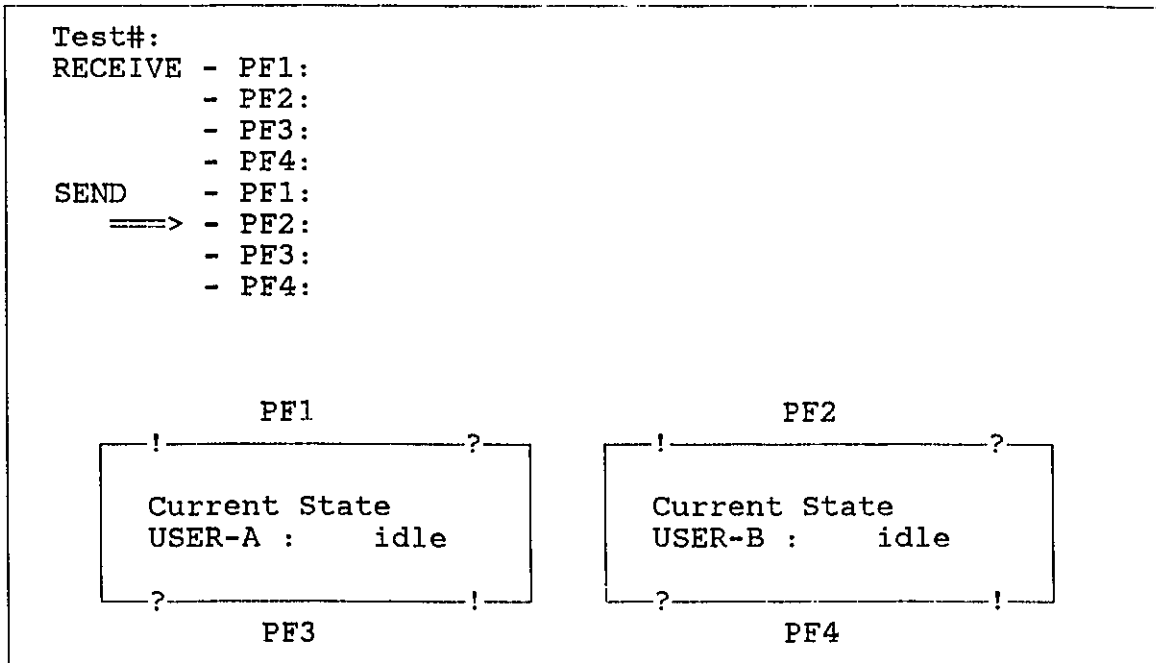 Test#:
RECEIVE - PF1:
- PF2:
- PF3:
- PF4:
SEND - PF1:
===> - PF2:
- PF3:
- PF4:
PF1 PF2
! ? ! ?
Current State Current State
USER-A : idle USER-B : idle
? ! ? !
PF3 PF4